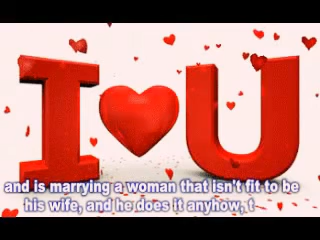 I ❤ U
and is marrying a woman that isn't fit to be
his wife, and he does it anyhow, t